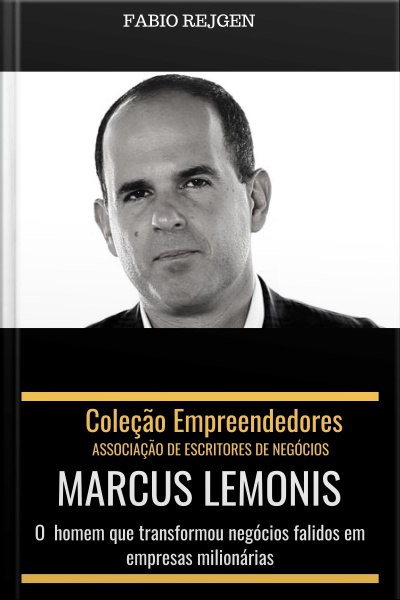 FABIO REJGEN
Coleção Empreendedores
ASSOCIAÇÃO DE ESCRITORES DE NEGÓCIOS
MARCUS LEMONIS
O homem que transformou negócios falidos em
empresas milionárias